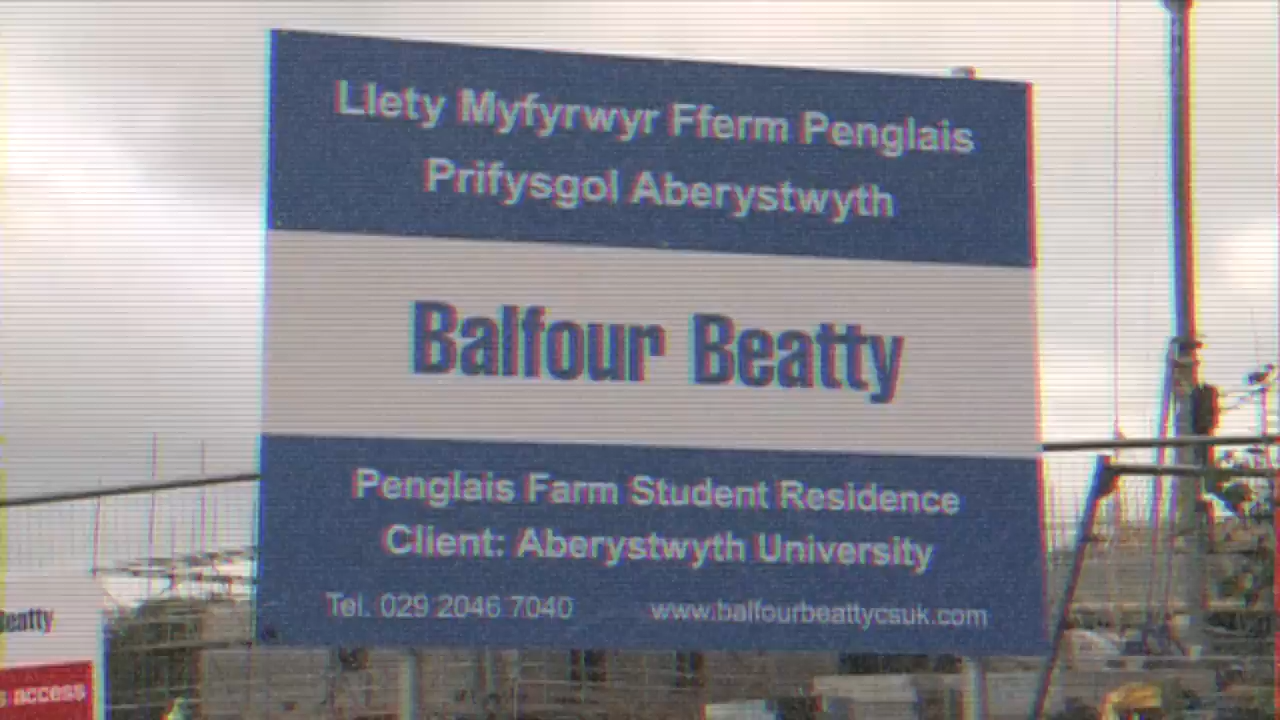 Llety Myfyrwyr Fferm Penglais
Prifysgol Aberystwyth
Balfour Beatty
Penglais Farm Student Residence
Client: Aberystwyth University
Tel. 029 2046 7040 www.balfourbeattycsuk.com
Beatty
s access